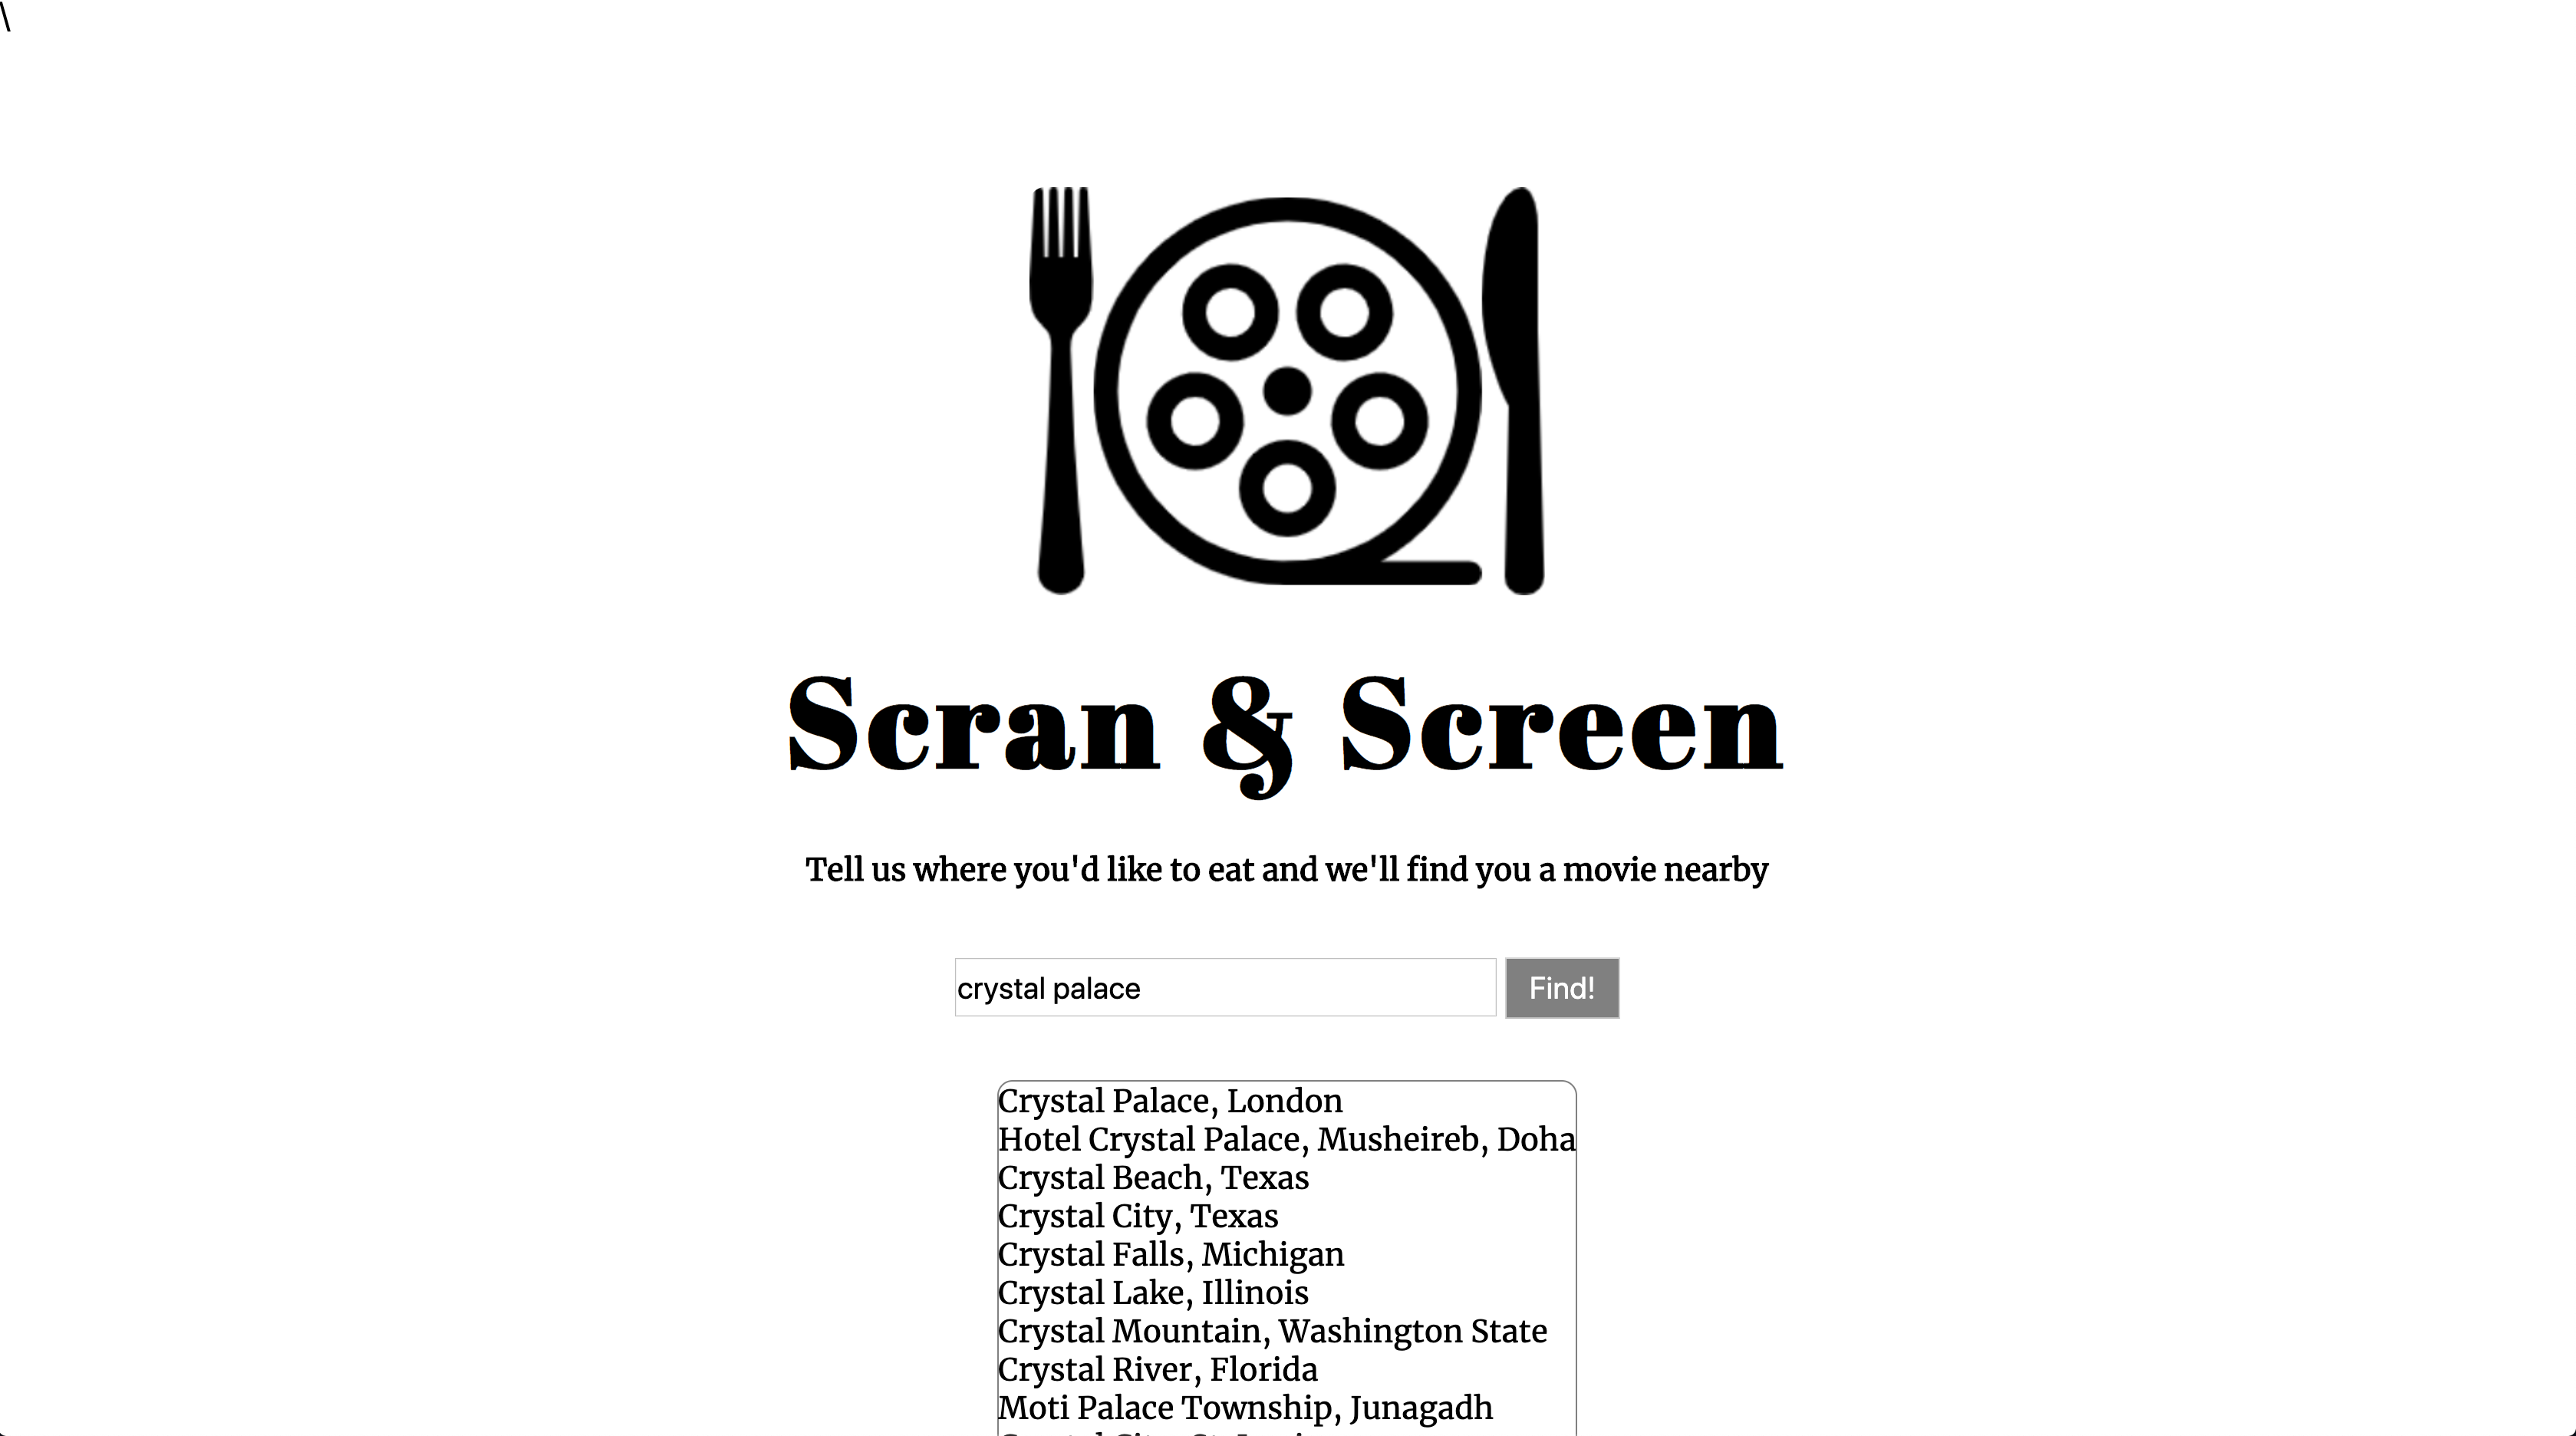 \
Scran & Screen
Tell us where you'd like to eat and we'll find you a movie nearby
crystal palace Find!
Crystal Palace, London
Hotel Crystal Palace, Musheireb, Doha
Crystal Beach, Texas
Crystal City, Texas
Crystal Falls, Michigan
Crystal Lake, Illinois
Crystal Mountain, Washington State
Crystal River, Florida
Moti Palace Township, Junagadh